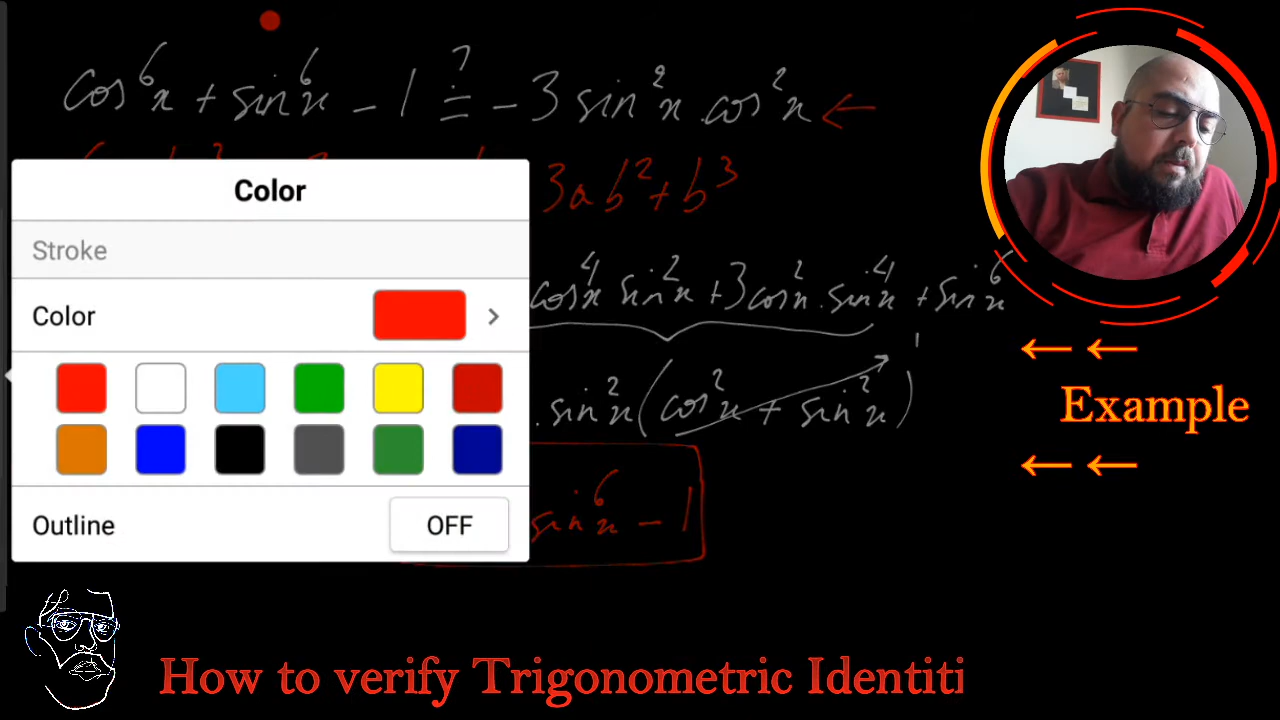 cos⁶x + sin⁶x - 1 ≟ - 3 sin²x . cos²x ←
3ab² + b³
cos⁴x sin²x + 3cos²x . sin⁴x + sin⁶x
1
. sin²x (cos²x + sin²x)
sin⁶x - 1
Color
Stroke
Color >
Outline OFF
← ←
Example
← ←
How to verify Trigonometric Identiti